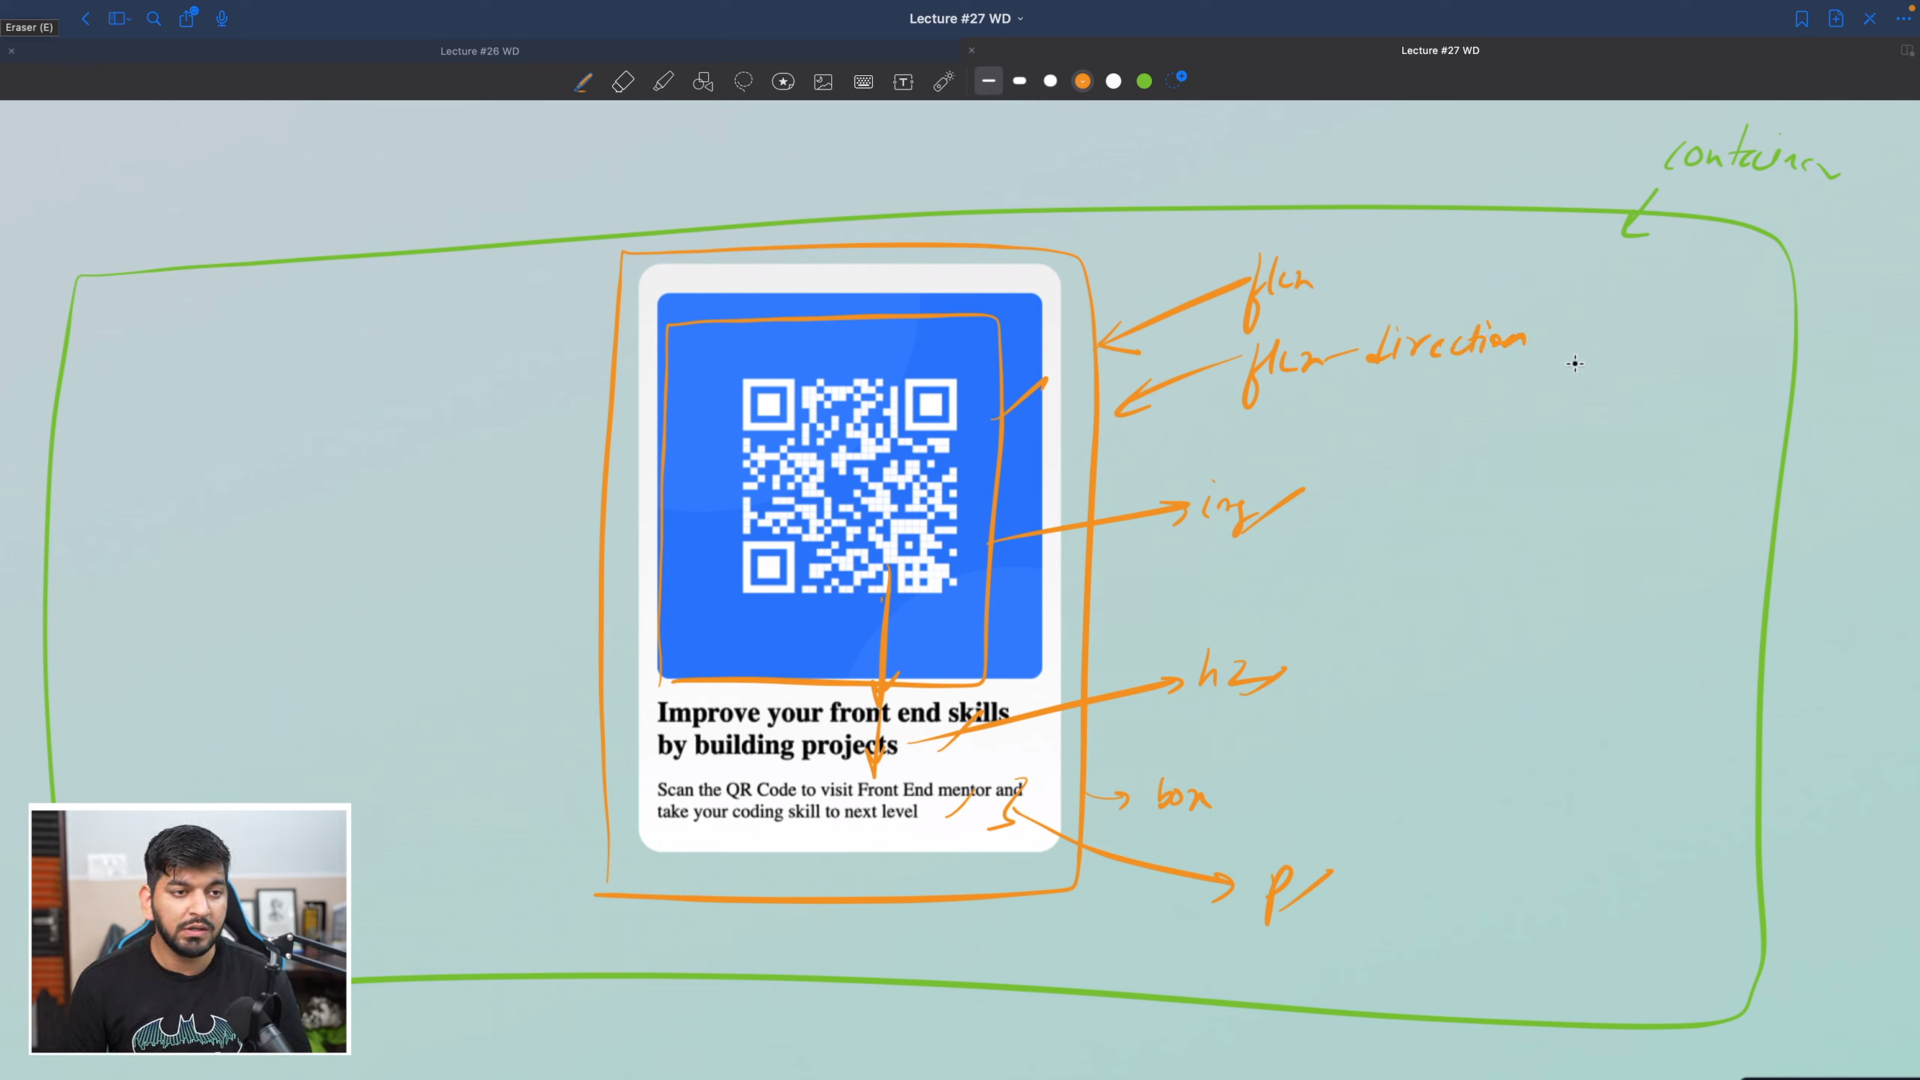 Lecture #27 WD
Eraser (E)
Lecture #26 WD
Lecture #27 WD
T
container
flex
flex-direction
img
Improve your front end skills
by building projects
h2
Scan the QR Code to visit Front End mentor and
take your coding skill to next level
box
p